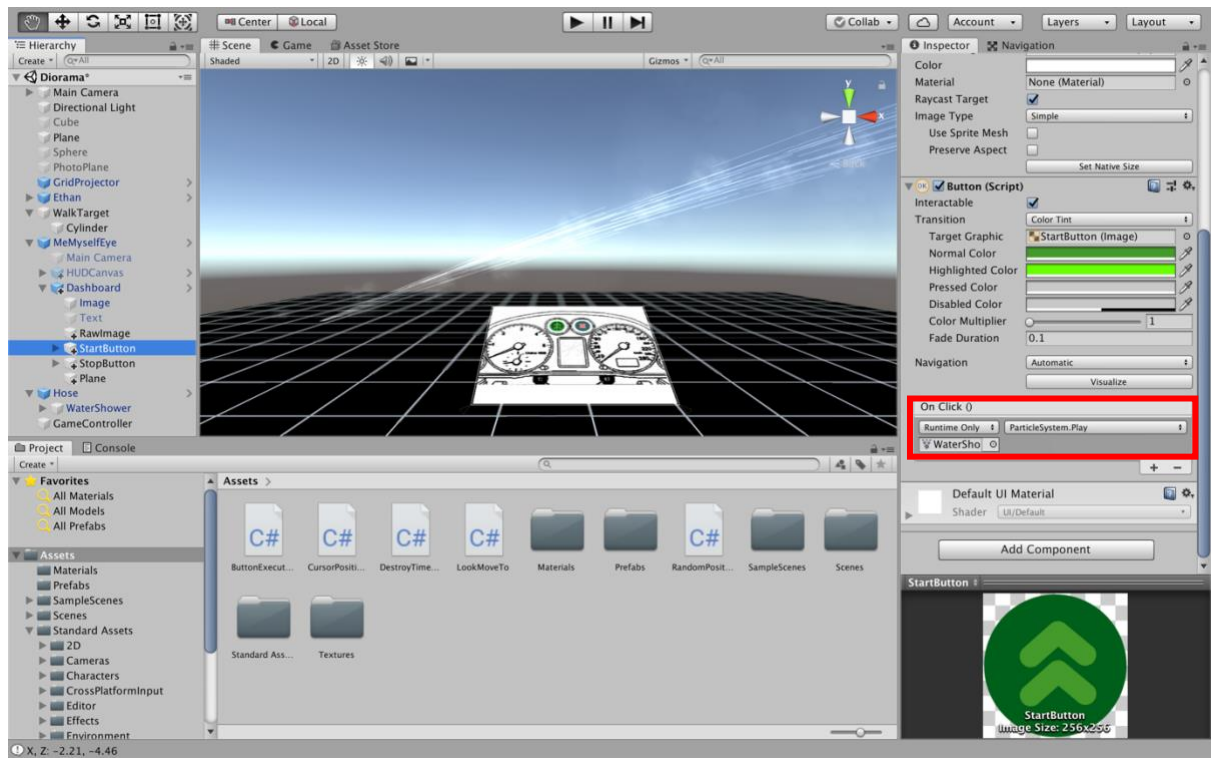 Center Local Collab Account Layers Layout
Hierarchy
Create All
Diorama*
Main Camera
Directional Light
Cube
Plane
Sphere
PhotoPlane
GridProjector
Ethan
WalkTarget
Cylinder
MeMyselfEye
Main Camera
HUDCanvas
Dashboard
Image
Text
RawImage
StartButton
StopButton
Plane
Hose
WaterShower
GameController
Scene Game Asset Store
Shaded 2D Gizmos All
y
x
Inspector Navigation
Color
Material None (Material)
Raycast Target
Image Type Simple
Use Sprite Mesh
Preserve Aspect
Set Native Size
Button (Script)
Interactable
Transition Color Tint
Target Graphic StartButton (Image)
Normal Color
Highlighted Color
Pressed Color
Disabled Color
Color Multiplier 1
Fade Duration 0.1
Navigation Automatic
Visualize
On Click ()
Runtime Only ParticleSystem.Play
WaterSho
+ −
Default UI Material
Shader UI/Default
Add Component
StartButton
StartButton
Image Size: 256x256
Project Console
Create
Favorites
All Materials
All Models
All Prefabs
Assets
Materials
Prefabs
SampleScenes
Scenes
Standard Assets
2D
Cameras
Characters
CrossPlatformInput
Editor
Effects
Environment
Assets >
C# C# C# C# C#
ButtonExecut... CursorPositi... DestroyTime... LookMoveTo Materials Prefabs RandomPosit... SampleScenes Scenes
Standard Ass... Textures
X, Z: -2.21, -4.46